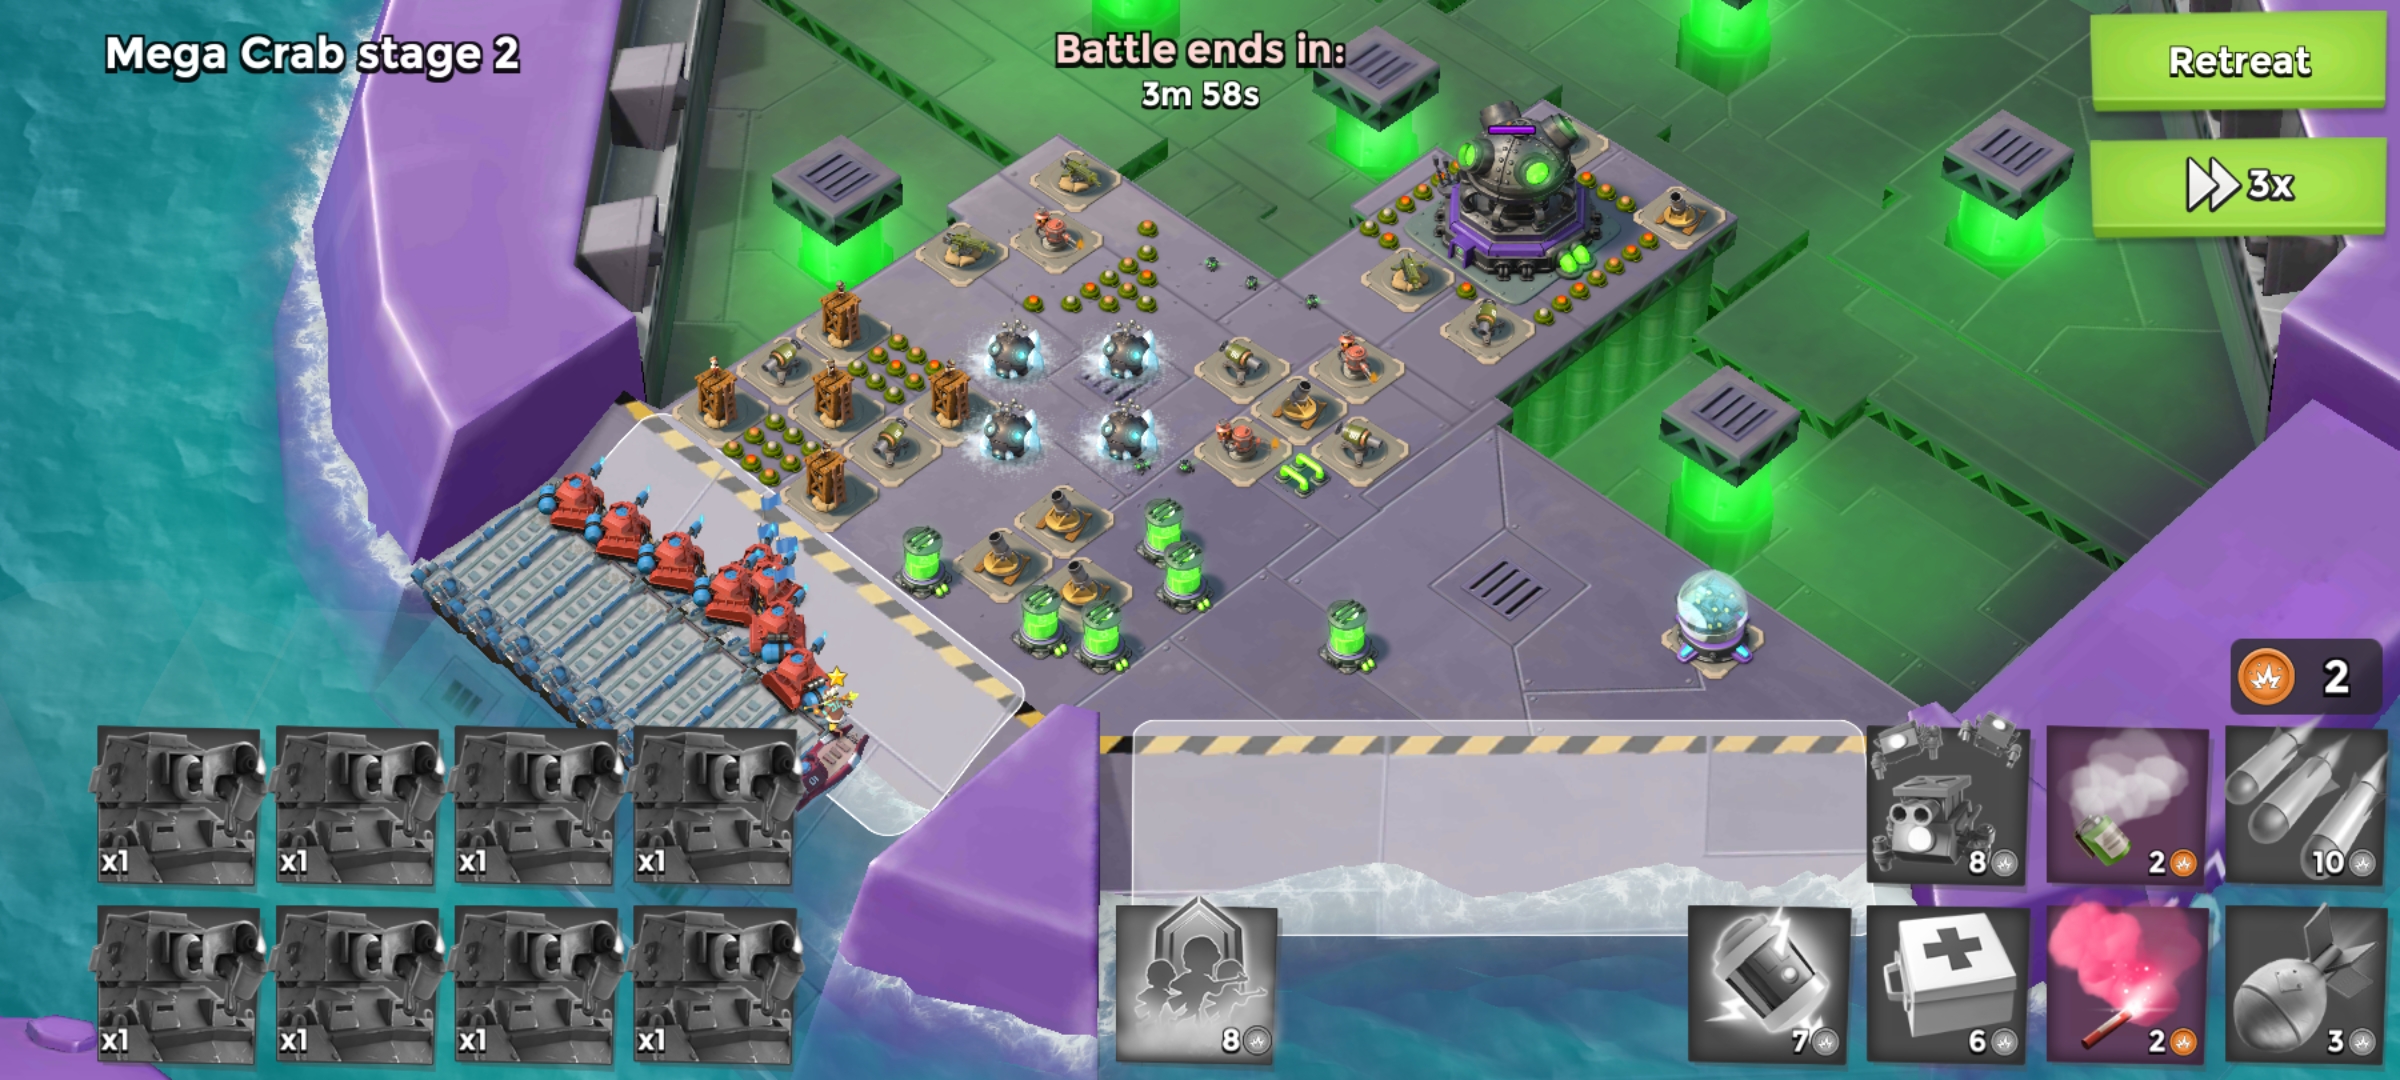 Mega Crab stage 2
Battle ends in:
3m 58s
Retreat
3x
2
x1
x1
x1
x1
8
2
10
x1
x1
x1
x1
8
7
6
2
3